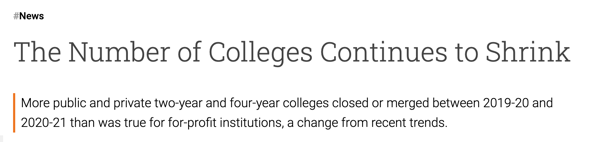 #News
The Number of Colleges Continues to Shrink
More public and private two-year and four-year colleges closed or merged between 2019-20 and
2020-21 than was true for for-profit institutions, a change from recent trends.